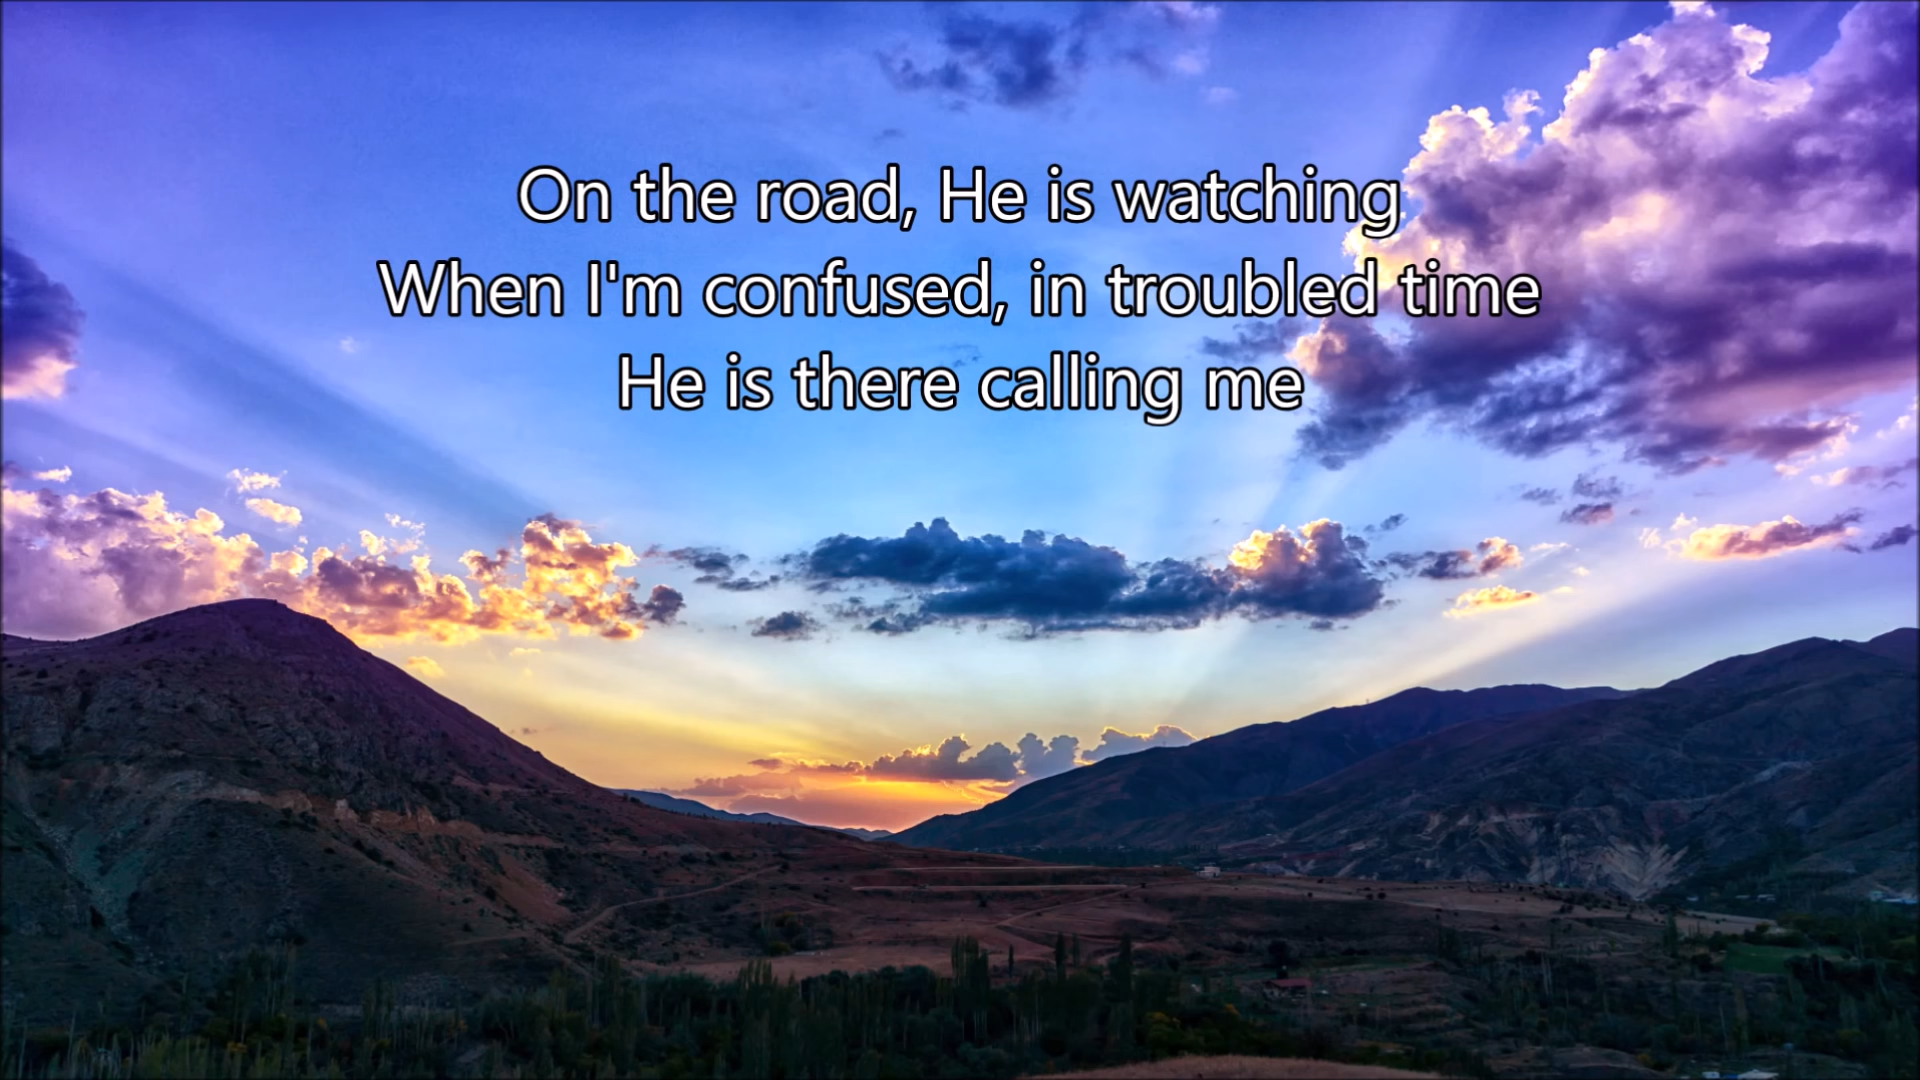 On the road, He is watching
When I'm confused, in troubled time
He is there calling me